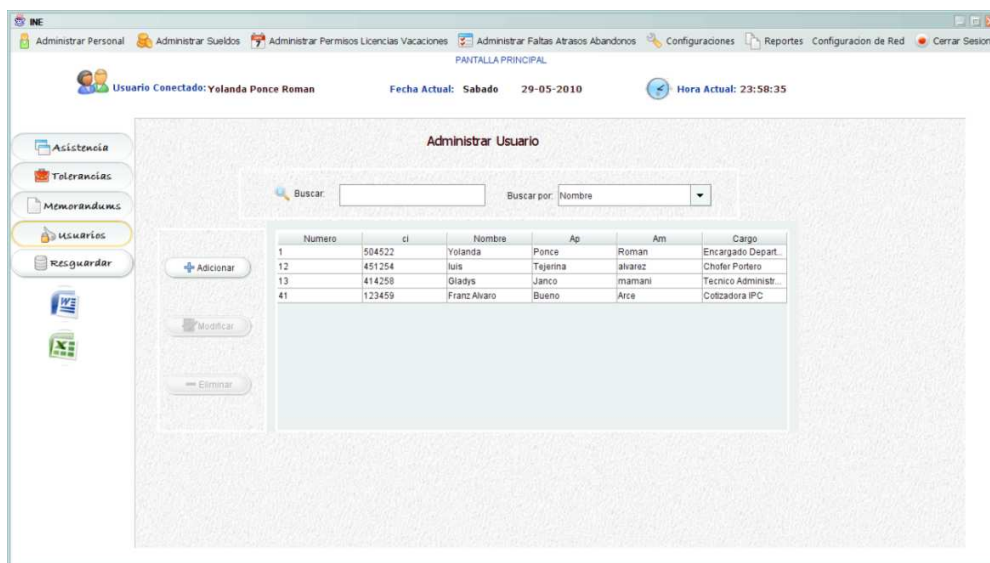 INE
Administrar Personal Administrar Sueldos Administrar Permisos Licencias Vacaciones Administrar Faltas Atrasos Abandonos Configuraciones Reportes Configuracion de Red Cerrar Sesion
PANTALLA PRINCIPAL
Usuario Conectado: Yolanda Ponce Roman Fecha Actual: Sabado 29-05-2010 Hora Actual: 23:58:35
Asistencia
Tolerancias
Memorandums
Usuarios
Resguardar
Administrar Usuario
Buscar: Buscar por: Nombre
Adicionar
Modificar
Eliminar
Numero ci Nombre Ap Am Cargo
1 504522 Yolanda Ponce Roman Encargado Depart...
12 451254 luis Tejerina alvarez Chofer Portero
13 414258 Gladys Janco mamani Tecnico Administr...
41 123459 Franz Alvaro Bueno Arce Cotizadora IPC